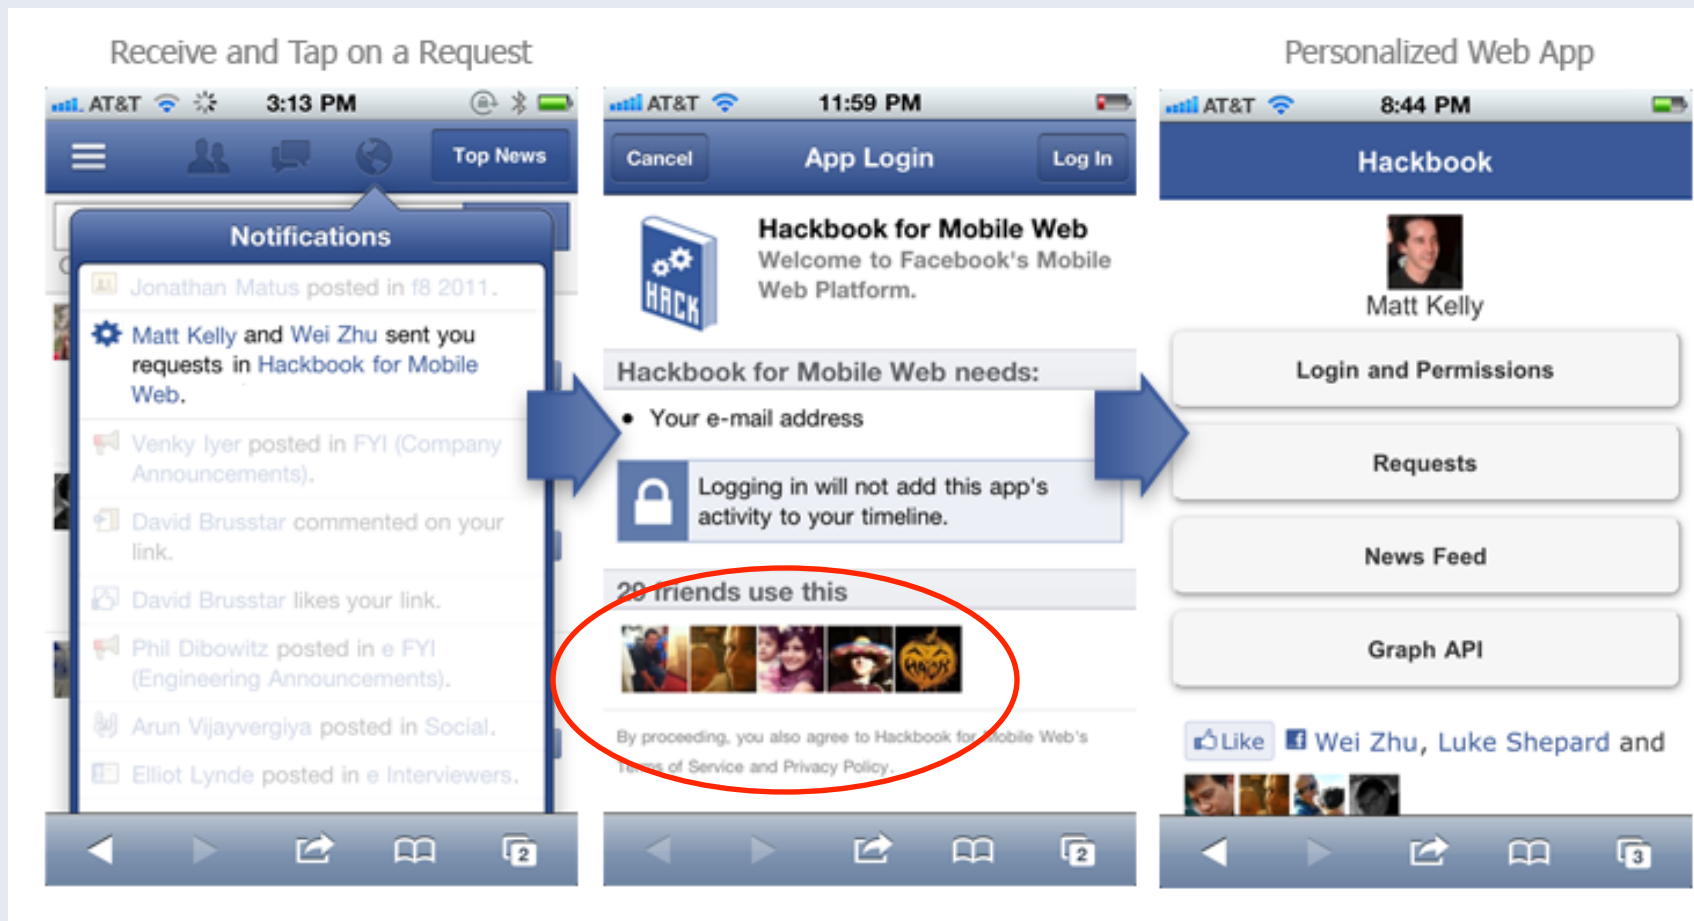 Receive and Tap on a Request
Personalized Web App
AT&T 3:13 PM
Top News
Notifications
Jonathan Matus posted in f8 2011.
Matt Kelly and Wei Zhu sent you
requests in Hackbook for Mobile
Web.
Venky Iyer posted in FYI (Company
Announcements).
David Brusstar commented on your
link.
David Brusstar likes your link.
Phil Dibowitz posted in e FYI
(Engineering Announcements).
Arun Vijayvergiya posted in Social.
Elliot Lynde posted in e Interviewers.
2
AT&T 11:59 PM
Cancel App Login Log In
HACK
Hackbook for Mobile Web
Welcome to Facebook's Mobile
Web Platform.
Hackbook for Mobile Web needs:
• Your e-mail address
Logging in will not add this app's
activity to your timeline.
29 friends use this
By proceeding, you also agree to Hackbook for Mobile Web's
Terms of Service and Privacy Policy.
2
AT&T 8:44 PM
Hackbook
Matt Kelly
Login and Permissions
Requests
News Feed
Graph API
Like Wei Zhu, Luke Shepard and
3